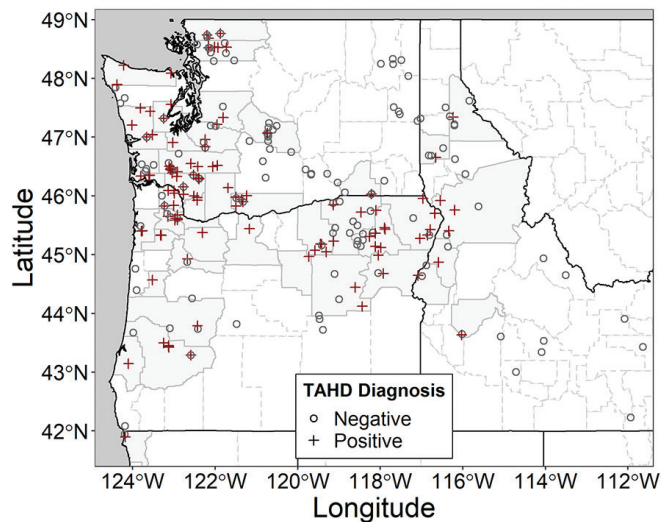 49°N
48°N
47°N
46°N
45°N
44°N
43°N
42°N
Latitude
TAHD Diagnosis
Negative
Positive
124°W 122°W 120°W 118°W 116°W 114°W 112°W
Longitude